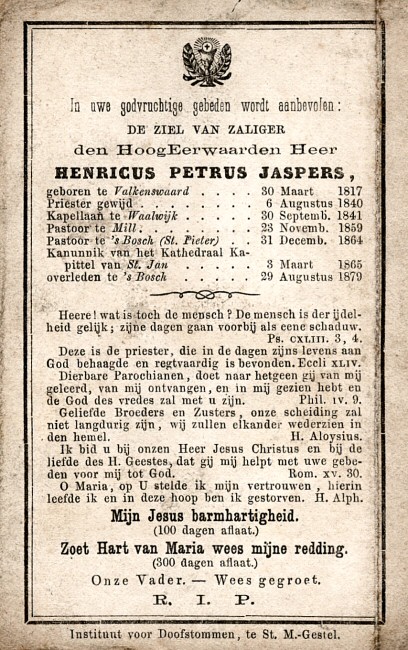 In uwe godvruchtige gebeden wordt aanbevolen:
DE ZIEL VAN ZALIGER
den HoogEerwaarden Heer
HENRICUS PETRUS JASPERS,
geboren te Valkenswaard . . . . 30 Maart 1817
Priester gewijd . . . . . . . 6 Augustus 1840
Kapellaan te Waalwijk . . . . 30 Septemb. 1841
Pastoor te Mill . . . . . . . 23 Novemb. 1859
Pastoor te 's Bosch (St. Pieter) . . 31 Decemb. 1864
Kanunnik van het Kathedraal Ka-
pittel van St. Jan . . . . . 3 Maart 1865
overleden te 's Bosch . . . . . 29 Augustus 1879
Heere! wat is toch de mensch? De mensch is der ijdel-
heid gelijk; zijne dagen gaan voorbij als eene schaduw.
Ps. CXLIII. 3, 4.
Deze is de priester, die in de dagen zijns levens aan
God behaagde en regtvaardig is bevonden. Eccli XLIV.
Dierbare Parochianen, doet naar hetgeen gij van mij
geleerd, van mij ontvangen, en in mij gezien hebt en
de God des vredes zal met u zijn. Phil. IV. 9.
Geliefde Broeders en Zusters, onze scheiding zal
niet langdurig zijn, wij zullen elkander wederzien in
den hemel. H. Aloysius.
Ik bid u bij onzen Heer Jesus Christus en bij de
liefde des H. Geestes, dat gij mij helpt met uwe gebe-
den voor mij tot God. Rom. XV. 30.
O Maria, op U stelde ik mijn vertrouwen, hierin
leefde ik en in deze hoop ben ik gestorven. H. Alph.
Mijn Jesus barmhartigheid.
(100 dagen aflaat.)
Zoet Hart van Maria wees mijne redding.
(300 dagen aflaat.)
Onze Vader. — Wees gegroet.
R. I. P.
Instituut voor Doofstommen, te St. M.-Gestel.